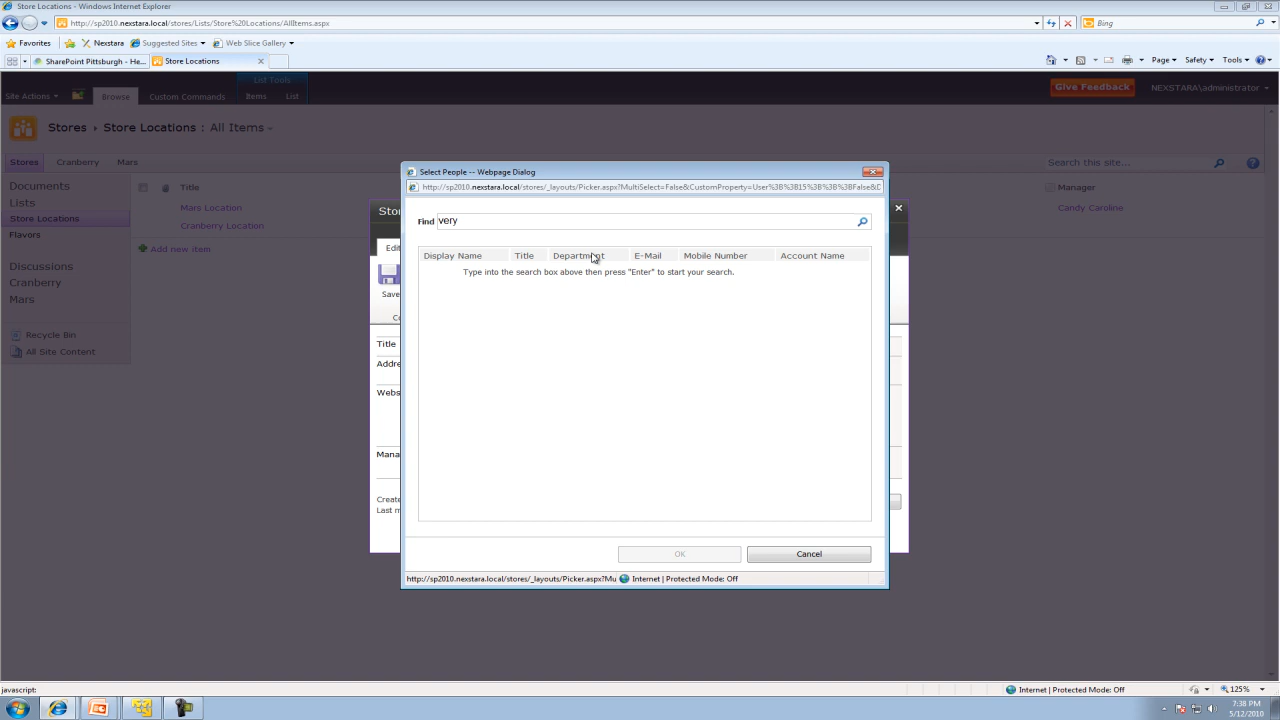 Store Locations - Windows Internet Explorer
http://sp2010.nexstara.local/stores/Lists/Store%20Locations/AllItems.aspx
Bing
Favorites Nexstara Suggested Sites Web Slice Gallery
SharePoint Pittsburgh - He... Store Locations
Page Safety Tools
List Tools
Site Actions Browse Custom Commands Items List
Give Feedback NEXSTARA\administrator
Stores Store Locations : All Items
Stores Cranberry Mars
Search this site...
Documents
Lists
Store Locations
Flavors
Discussions
Cranberry
Mars
Recycle Bin
All Site Content
Title
Manager
Mars Location
Candy Caroline
Cranberry Location
Add new item
Edi
Save
Title
Addre
Webs
Mana
Create
Last m
Select People -- Webpage Dialog
http://sp2010.nexstara.local/stores/_layouts/Picker.aspx?MultiSelect=False&CustomProperty=User%3B%3B15%3B%3B%3BFalse&D
Find very
Display Name Title Department E-Mail Mobile Number Account Name
Type into the search box above then press "Enter" to start your search.
OK Cancel
http://sp2010.nexstara.local/stores/_layouts/Picker.aspx?Mu Internet | Protected Mode: Off
javascript:
Internet | Protected Mode: Off
125%
7:38 PM
5/12/2010